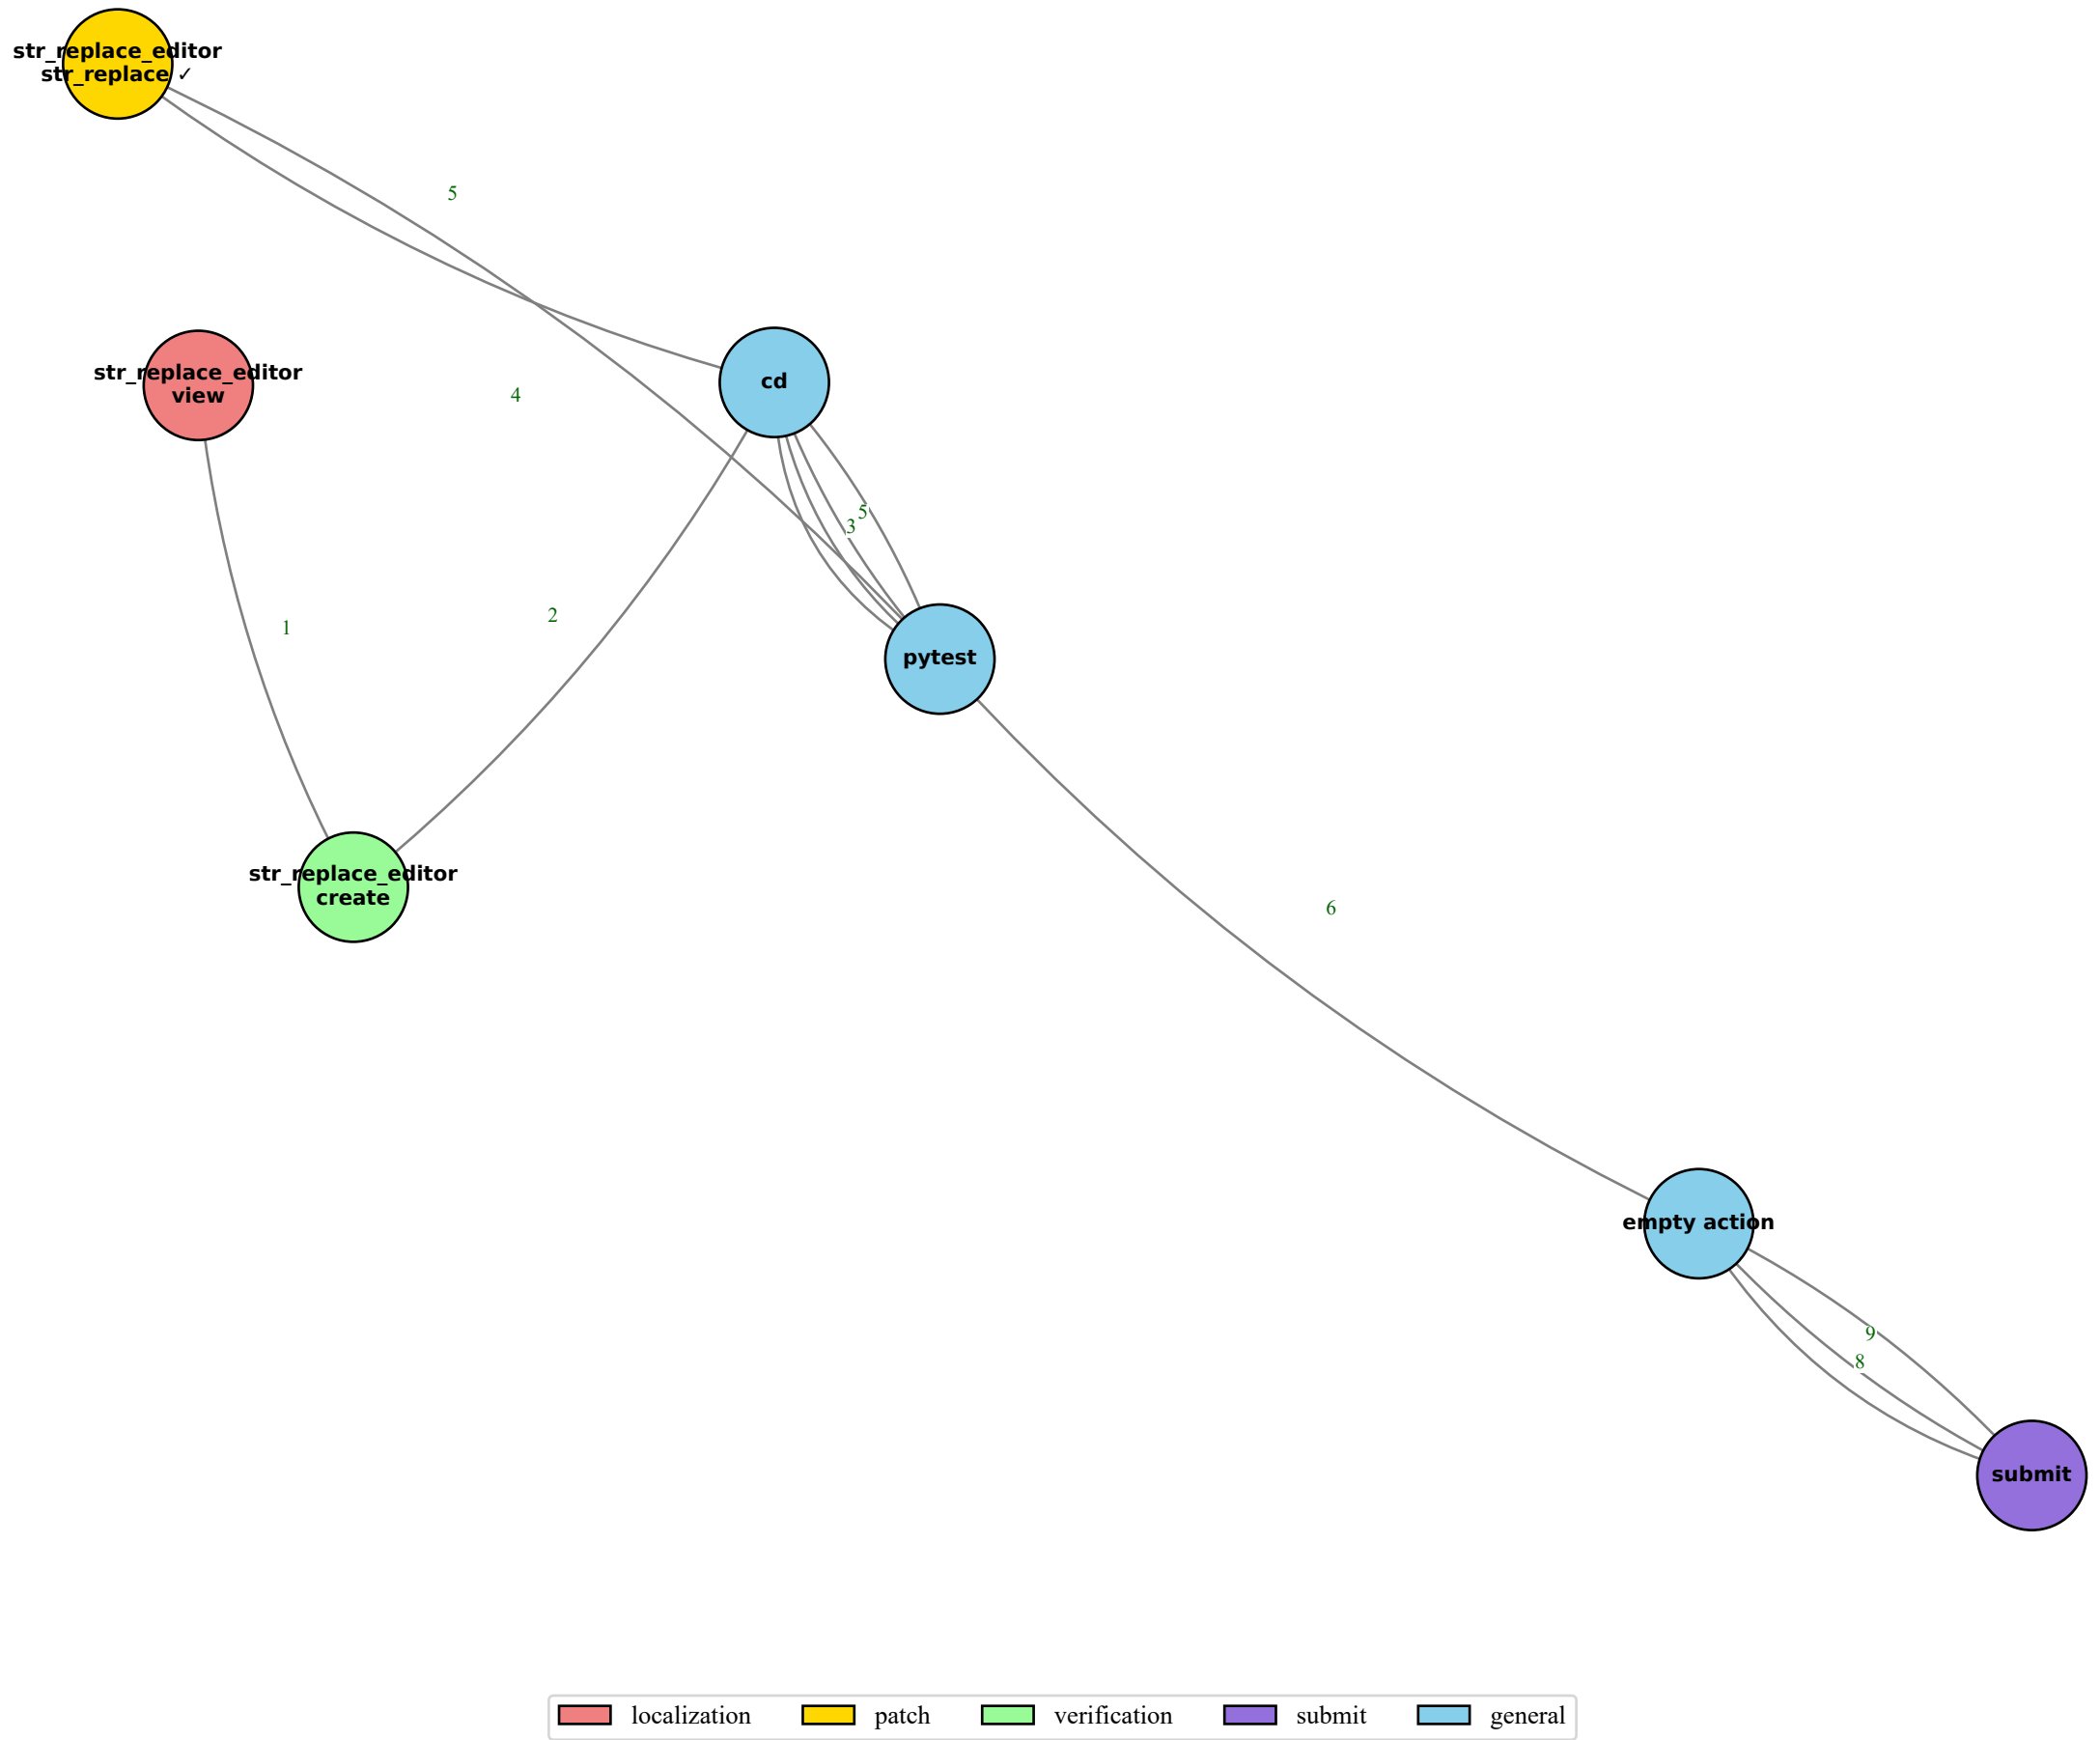 str_replace_editor
str_replace ✓
5
str_replace_editor
view
cd
4
5
3
2
1
pytest
str_replace_editor
create
6
empty action
9
8
submit
localization
patch
verification
submit
general